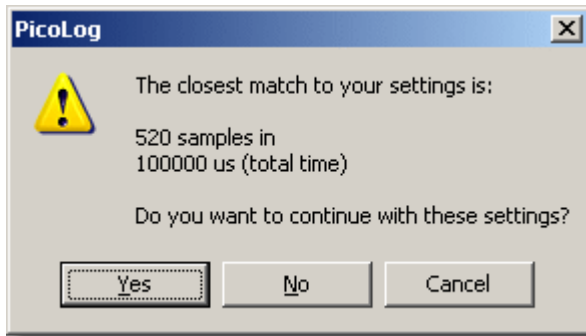 PicoLog
The closest match to your settings is:
520 samples in
100000 us (total time)
Do you want to continue with these settings?
Yes
No
Cancel